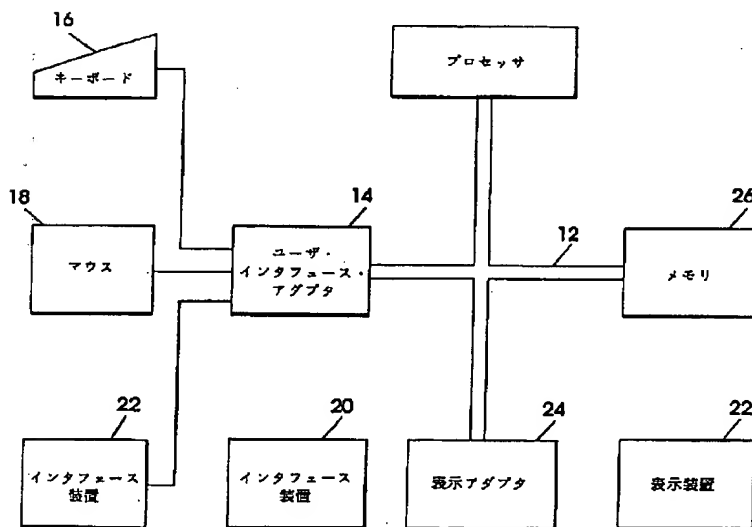 16
キーボード
プロセッサ
18
マウス
14
ユーザ・
インタフェース・
アダプタ
12
26
メモリ
22
インタフェース
装置
20
インタフェース
装置
24
表示アダプタ
22
表示装置